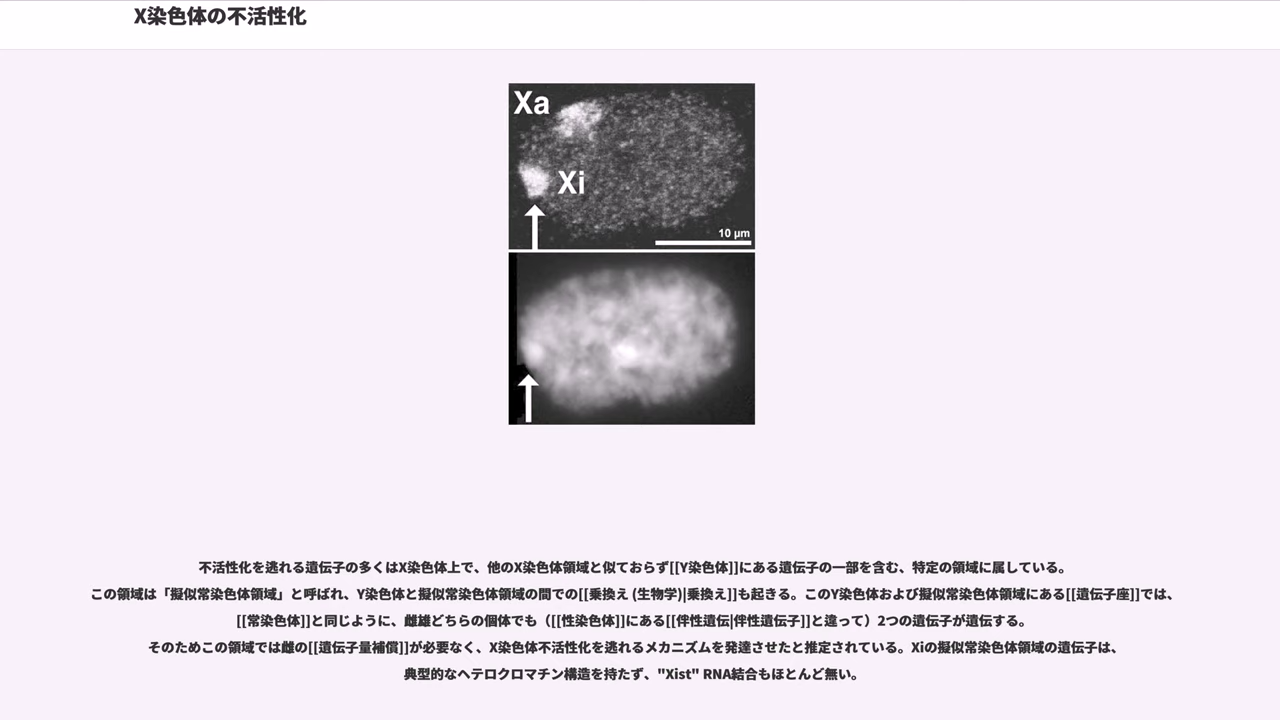 X染色体の不活性化
Xa
Xi
10 µm
不活性化を逃れる遺伝子の多くはX染色体上で、他のX染色体領域と似ておらず[[Y染色体]]にある遺伝子の一部を含む、特定の領域に属している。
この領域は「擬似常染色体領域」と呼ばれ、Y染色体と擬似常染色体領域の間での[[乗換え (生物学)|乗換え]]も起きる。このY染色体および擬似常染色体領域にある[[遺伝子座]]では、
[[常染色体]]と同じように、雌雄どちらの個体でも（[[性染色体]]にある[[伴性遺伝|伴性遺伝子]]と違って）2つの遺伝子が遺伝する。
そのためこの領域では雌の[[遺伝子量補償]]が必要なく、X染色体不活性化を逃れるメカニズムを発達させたと推定されている。Xiの擬似常染色体領域の遺伝子は、
典型的なヘテロクロマチン構造を持たず、"Xist" RNA結合もほとんど無い。